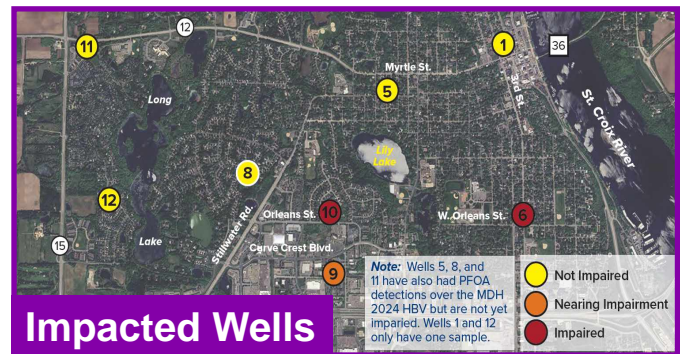 12
11
1
36
Myrtle St.
3rd St.
5
Long
St. Croix River
Lily
Lake
8
12
Orleans St.
10
W. Orleans St.
6
Stillwater Rd.
15
Lake
Curve Crest Blvd.
9
Note: Wells 5, 8, and
11 have also had PFOA
detections over the MDH
2024 HBV but are not yet
imparied. Wells 1 and 12
only have one sample.
Not Impaired
Nearing Impairment
Impaired
Impacted Wells